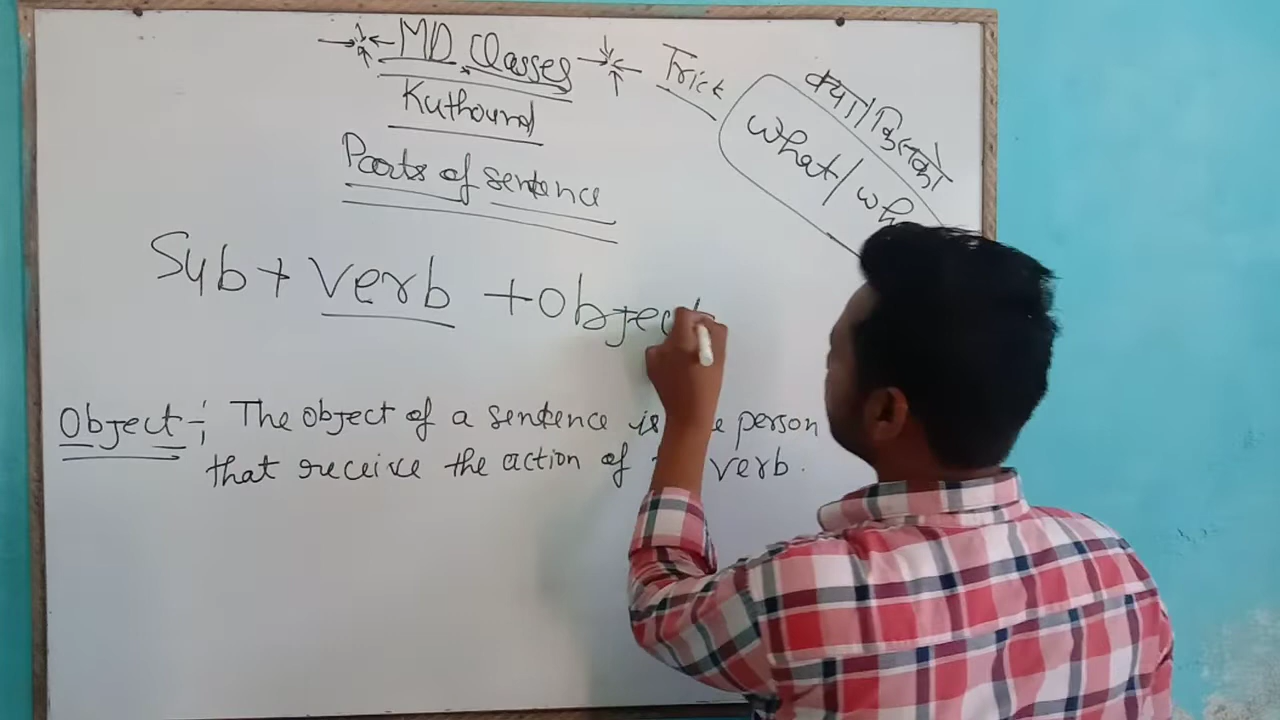 MD Classes
Kuthound
Trick
क्या/किसको
What/
Parts of sentence
Sub + Verb + Object
Object -; The object of a sentence is person
that receive the action of verb.